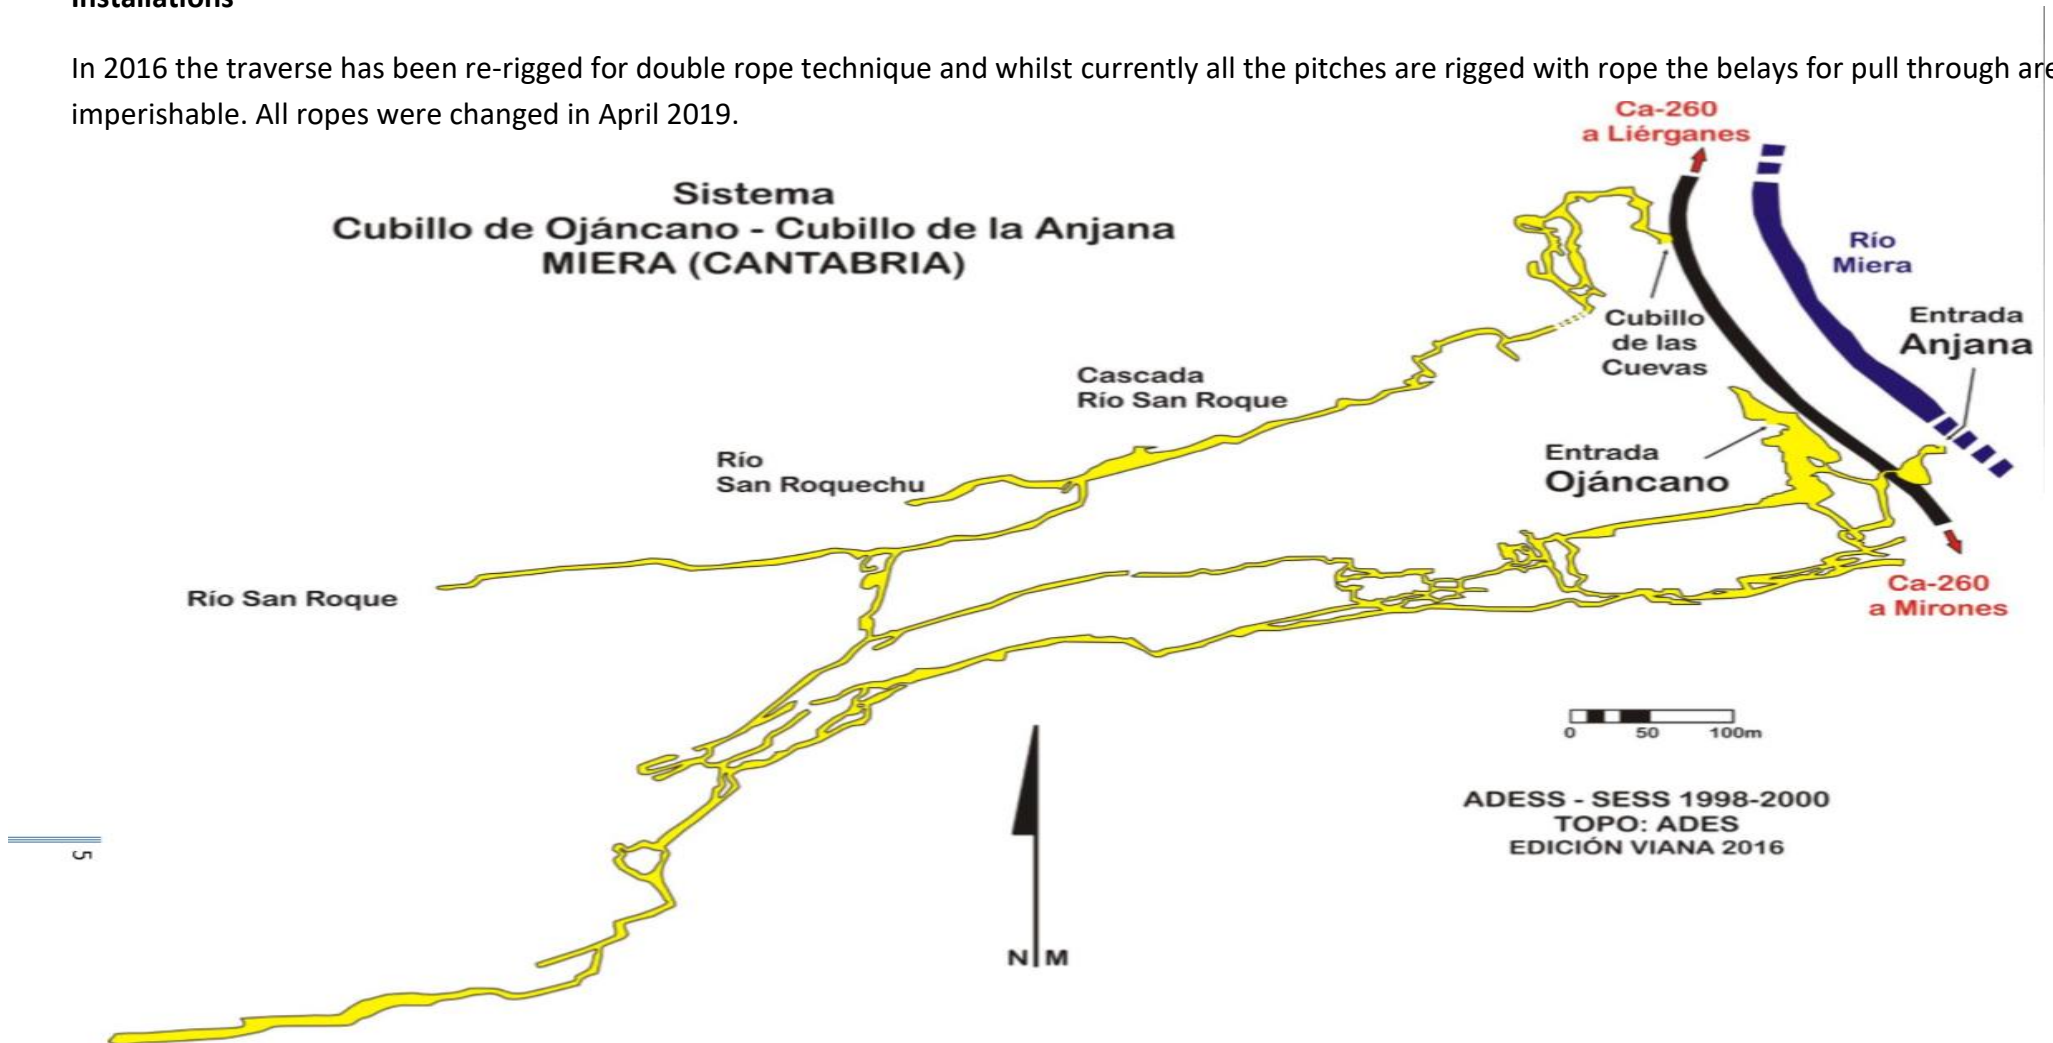 Installations
In 2016 the traverse has been re-rigged for double rope technique and whilst currently all the pitches are rigged with rope the belays for pull through are
imperishable. All ropes were changed in April 2019.
Ca-260
a Liérganes
Sistema
Cubillo de Ojáncano - Cubillo de la Anjana
MIERA (CANTABRIA)
Río
Miera
Entrada
Anjana
Cubillo
de las
Cuevas
Cascada
Río San Roque
Río
San Roquechu
Entrada
Ojáncano
Río San Roque
Ca-260
a Mirones
0 50 100m
ADESS - SESS 1998-2000
TOPO: ADES
EDICIÓN VIANA 2016
5
N M